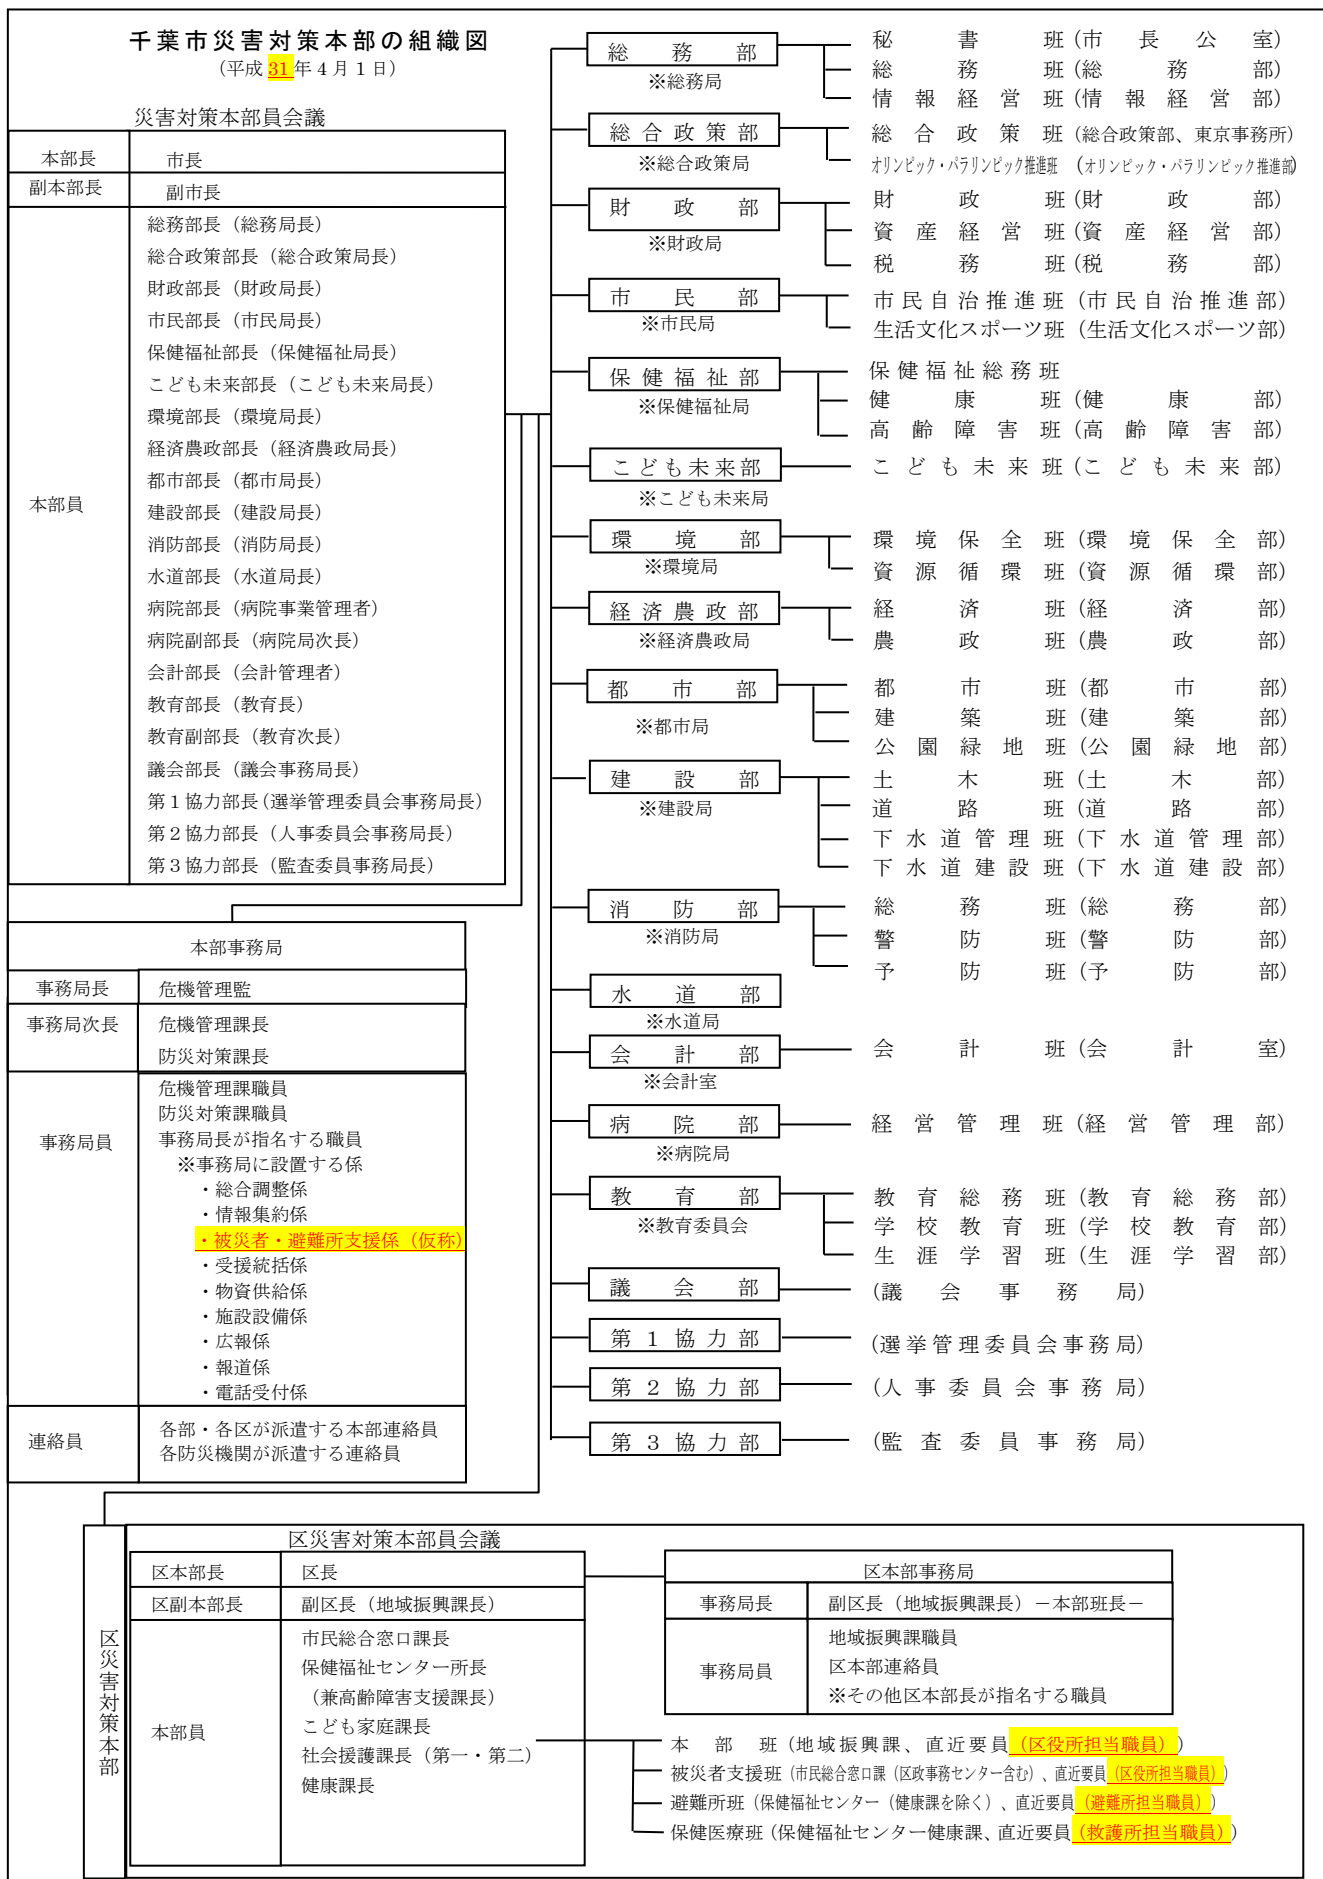 千葉市災害対策本部の組織図
(平成31年4月1日)
災害対策本部員会議
本部長 市長
副本部長 副市長
本部員
総務部長(総務局長)
総合政策部長(総合政策局長)
財政部長(財政局長)
市民部長(市民局長)
保健福祉部長(保健福祉局長)
こども未来部長(こども未来局長)
環境部長(環境局長)
経済農政部長(経済農政局長)
都市部長(都市局長)
建設部長(建設局長)
消防部長(消防局長)
水道部長(水道局長)
病院部長(病院事業管理者)
病院副部長(病院局次長)
会計部長(会計管理者)
教育部長(教育長)
教育副部長(教育次長)
議会部長(議会事務局長)
第1協力部長(選挙管理委員会事務局長)
第2協力部長(人事委員会事務局長)
第3協力部長(監査委員事務局長)
本部事務局
事務局長 危機管理監
事務局次長 危機管理課長
防災対策課長
事務局員
危機管理課職員
防災対策課職員
事務局長が指名する職員
※事務局に設置する係
・総合調整係
・情報集約係
・被災者・避難所支援係(仮称)
・受援統括係
・物資供給係
・施設設備係
・広報係
・報道係
・電話受付係
連絡員
各部・各区が派遣する本部連絡員
各防災機関が派遣する連絡員
総務部
※総務局
秘書班(市長公室)
総務班(総務部)
情報経営班(情報経営部)
総合政策部
※総合政策局
総合政策班(総合政策部、東京事務所)
オリンピック・パラリンピック推進班(オリンピック・パラリンピック推進部)
財政部
※財政局
財政班(財政部)
資産経営班(資産経営部)
税務班(税務部)
市民部
※市民局
市民自治推進班(市民自治推進部)
生活文化スポーツ班(生活文化スポーツ部)
保健福祉部
※保健福祉局
保健福祉総務班
健康班(健康部)
高齢障害班(高齢障害部)
こども未来部
※こども未来局
こども未来班(こども未来部)
環境部
※環境局
環境保全班(環境保全部)
資源循環班(資源循環部)
経済農政部
※経済農政局
経済班(経済部)
農政班(農政部)
都市部
※都市局
都市班(都市部)
建築班(建築部)
公園緑地班(公園緑地部)
建設部
※建設局
土木班(土木部)
道路班(道路部)
下水道管理班(下水道管理部)
下水道建設班(下水道建設部)
消防部
※消防局
総務班(総務部)
警防班(警防部)
予防班(予防部)
水道部
※水道局
会計部
※会計室
会計班(会計室)
病院部
※病院局
経営管理班(経営管理部)
教育部
※教育委員会
教育総務班(教育総務部)
学校教育班(学校教育部)
生涯学習班(生涯学習部)
議会部
(議会事務局)
第1協力部
(選挙管理委員会事務局)
第2協力部
(人事委員会事務局)
第3協力部
(監査委員事務局)
区災害対策本部
区災害対策本部員会議
区本部長 区長
区副本部長 副区長(地域振興課長)
本部員
市民総合窓口課長
保健福祉センター所長
(兼高齢障害支援課長)
こども家庭課長
社会援護課長(第一・第二)
健康課長
区本部事務局
事務局長 副区長(地域振興課長)-本部班長-
事務局員
地域振興課職員
区本部連絡員
※その他区本部長が指名する職員
本部班(地域振興課、直近要員(区役所担当職員))
被災者支援班(市民総合窓口課(区政事務センター含む)、直近要員(区役所担当職員))
避難所班(保健福祉センター(健康課を除く)、直近要員(避難所担当職員))
保健医療班(保健福祉センター健康課、直近要員(救護所担当職員))